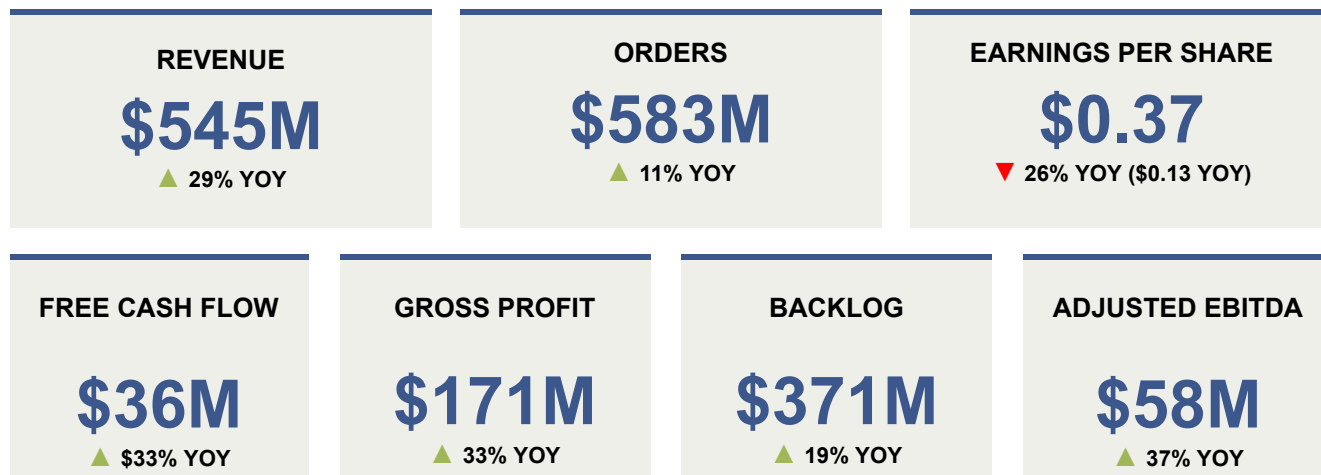 REVENUE
$545M
▲ 29% YOY
ORDERS
$583M
▲ 11% YOY
EARNINGS PER SHARE
$0.37
▼ 26% YOY ($0.13 YOY)
FREE CASH FLOW
$36M
▲ $33% YOY
GROSS PROFIT
$171M
▲ 33% YOY
BACKLOG
$371M
▲ 19% YOY
ADJUSTED EBITDA
$58M
▲ 37% YOY